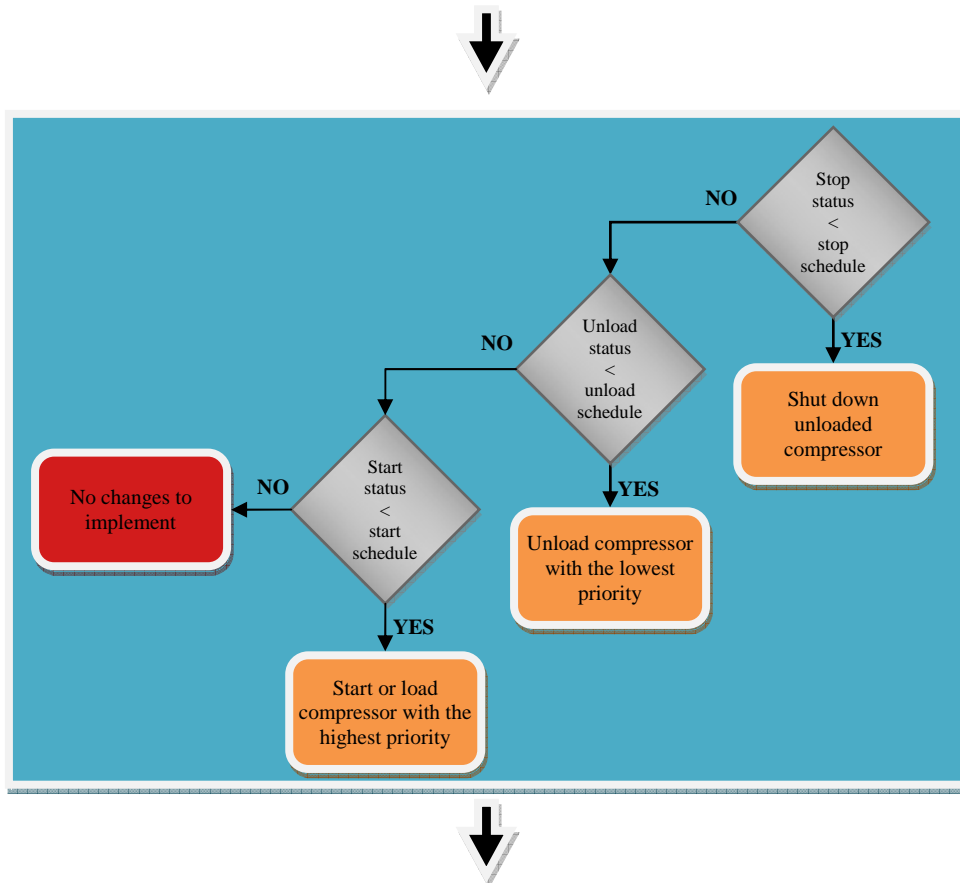 Stop
status
<
stop
schedule
NO
YES
Shut down
unloaded
compressor
Unload
status
<
unload
schedule
NO
YES
Unload compressor
with the lowest
priority
Start
status
<
start
schedule
NO
No changes to
implement
YES
Start or load
compressor with the
highest priority